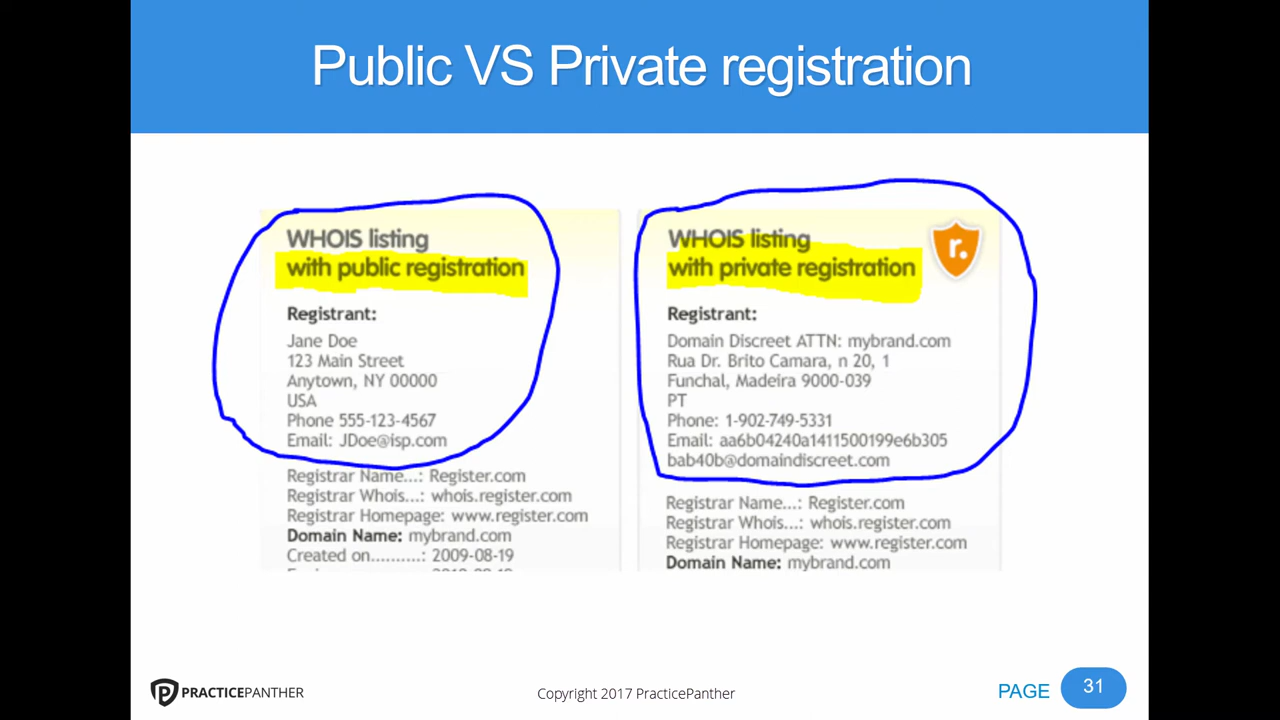 Public VS Private registration
WHOIS listing
with public registration
Registrant:
Jane Doe
123 Main Street
Anytown, NY 00000
USA
Phone 555-123-4567
Email: JDoe@isp.com
Registrar Name...: Register.com
Registrar Whois...: whois.register.com
Registrar Homepage: www.register.com
Domain Name: mybrand.com
Created on..........: 2009-08-19
WHOIS listing
with private registration
r.
Registrant:
Domain Discreet ATTN: mybrand.com
Rua Dr. Brito Camara, n 20, 1
Funchal, Madeira 9000-039
PT
Phone: 1-902-749-5331
Email: aa6b04240a1411500199e6b305
bab40b@domaindiscreet.com
Registrar Name...: Register.com
Registrar Whois...: whois.register.com
Registrar Homepage: www.register.com
Domain Name: mybrand.com
PRACTICEPANTHER
Copyright 2017 PracticePanther
PAGE 31